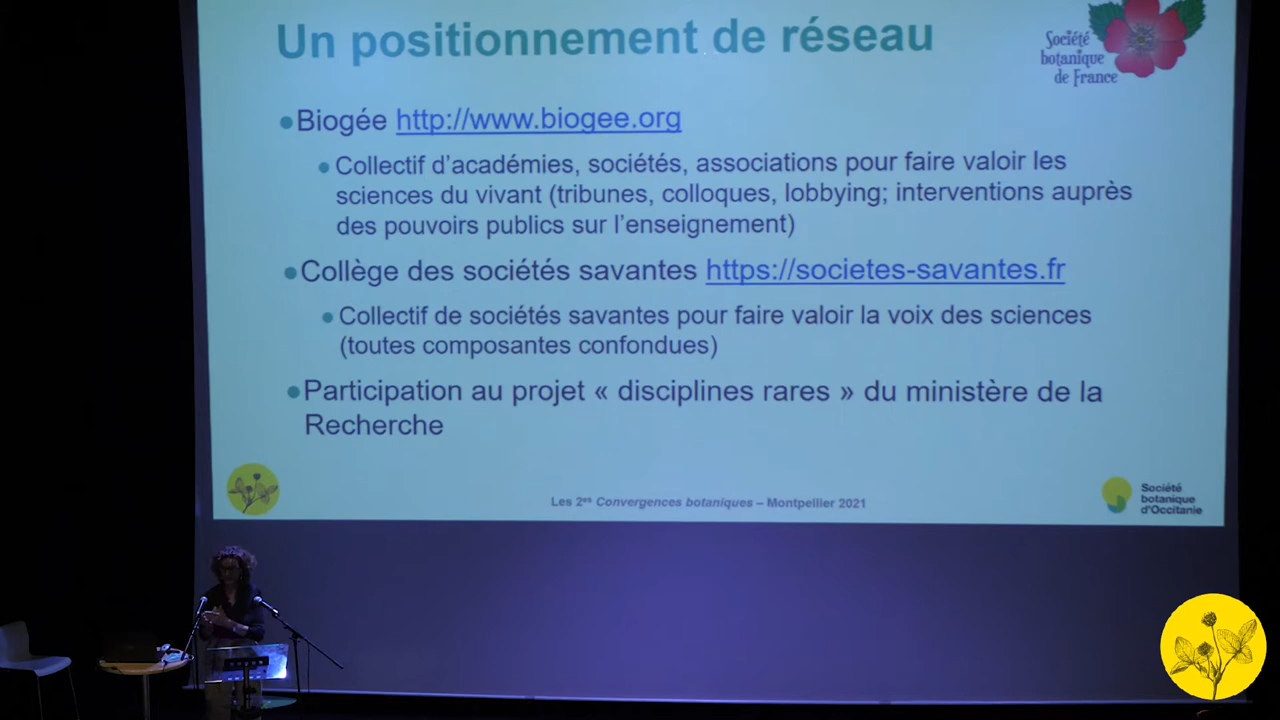 Un positionnement de réseau
Société
botanique
de France
•Biogée http://www.biogee.org
• Collectif d'académies, sociétés, associations pour faire valoir les
sciences du vivant (tribunes, colloques, lobbying; interventions auprès
des pouvoirs publics sur l'enseignement)
•Collège des sociétés savantes https://societes-savantes.fr
• Collectif de sociétés savantes pour faire valoir la voix des sciences
(toutes composantes confondues)
•Participation au projet « disciplines rares » du ministère de la
Recherche
Les 2es Convergences botaniques – Montpellier 2021
Société
botanique
d'Occitanie